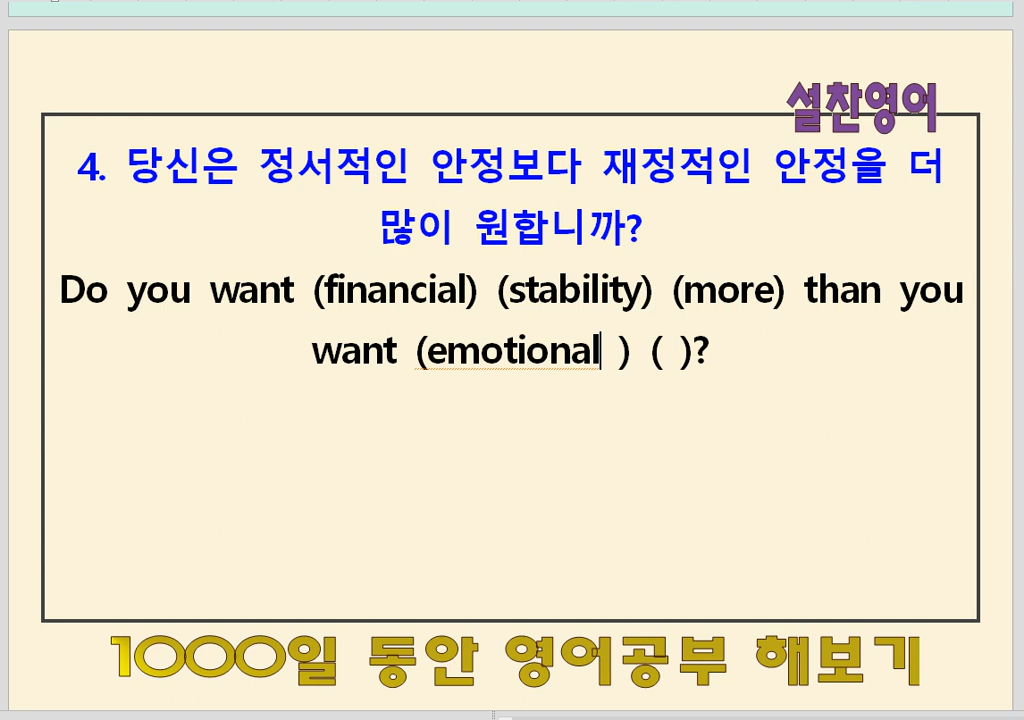 설찬영어
4. 당신은 정서적인 안정보다 재정적인 안정을 더
많이 원합니까?
Do you want (financial) (stability) (more) than you
want (emotional ) ( )?
1000일 동안 영어공부 해보기